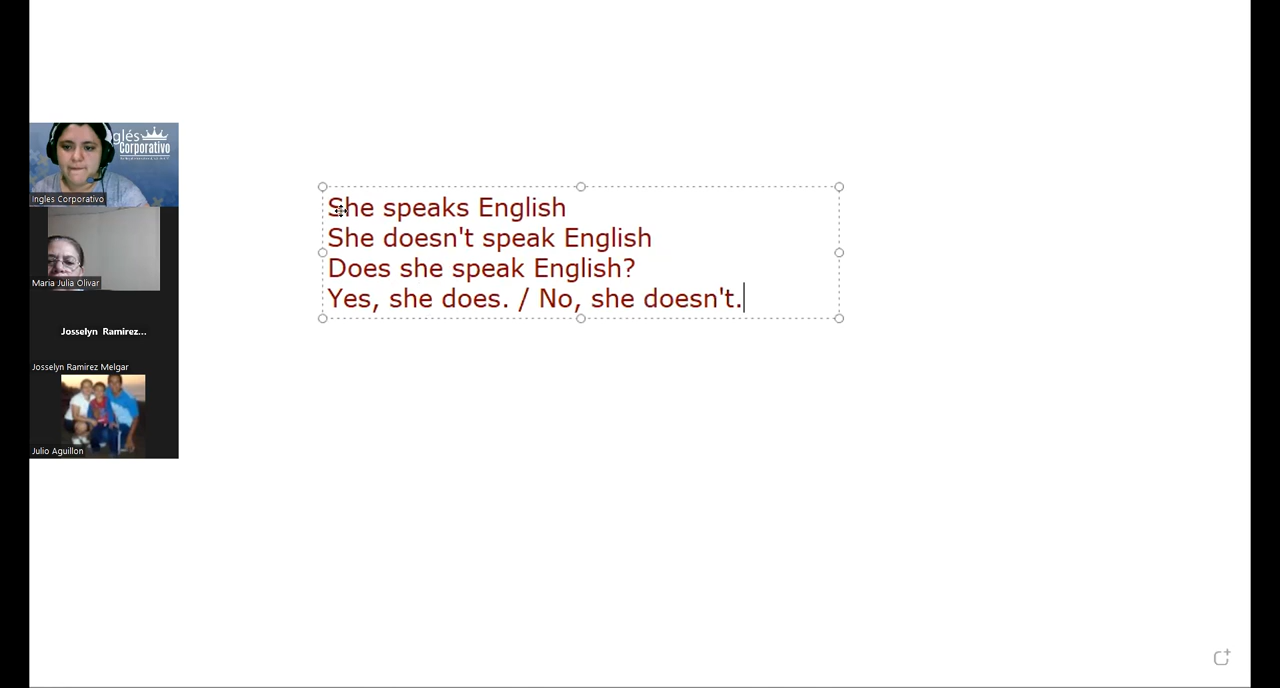 glés
Corporativo
Ingles Corporativo
Maria Julia Olivar
Josselyn Ramirez...
Josselyn Ramirez Melgar
Julio Aguillon
She speaks English
She doesn't speak English
Does she speak English?
Yes, she does. / No, she doesn't.